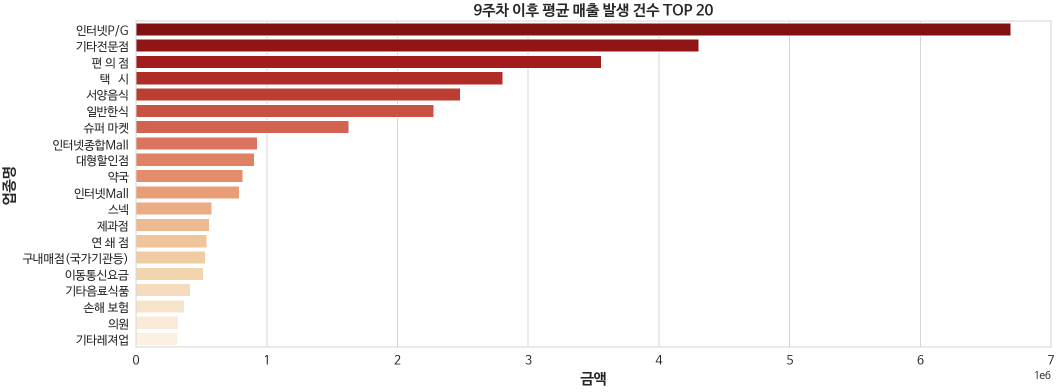 9주차 이후 평균 매출 발생 건수 TOP 20
업종명
인터넷P/G
기타전문점
편 의 점
택 시
서양음식
일반한식
슈퍼 마켓
인터넷종합Mall
대형할인점
약국
인터넷Mall
스넥
제과점
연 쇄 점
구내매점(국가기관등)
이동통신요금
기타음료식품
손해 보험
의원
기타레져업
0 1 2 3 4 5 6 7
1e6
금액